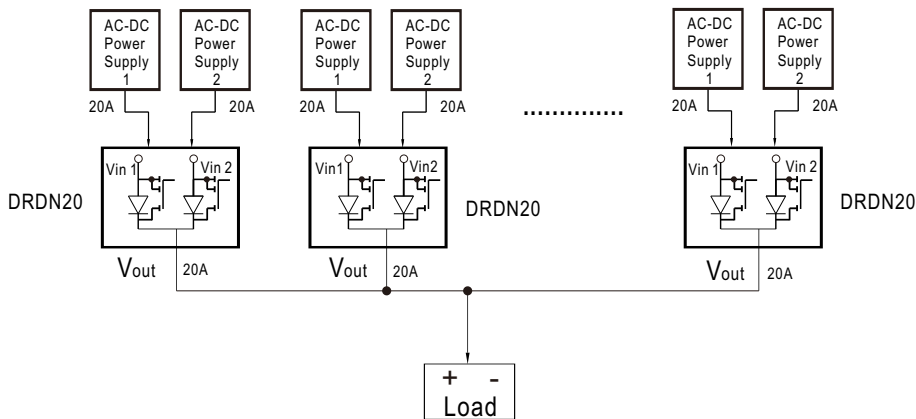 AC-DC
Power
Supply
1
AC-DC
Power
Supply
2
AC-DC
Power
Supply
1
AC-DC
Power
Supply
2
AC-DC
Power
Supply
1
AC-DC
Power
Supply
2
20A
20A
20A
20A
20A
20A
..............
Vin 1
Vin 2
Vin1
Vin2
Vin 1
Vin 2
DRDN20
DRDN20
DRDN20
Vout
20A
Vout
20A
Vout
20A
+ -
Load